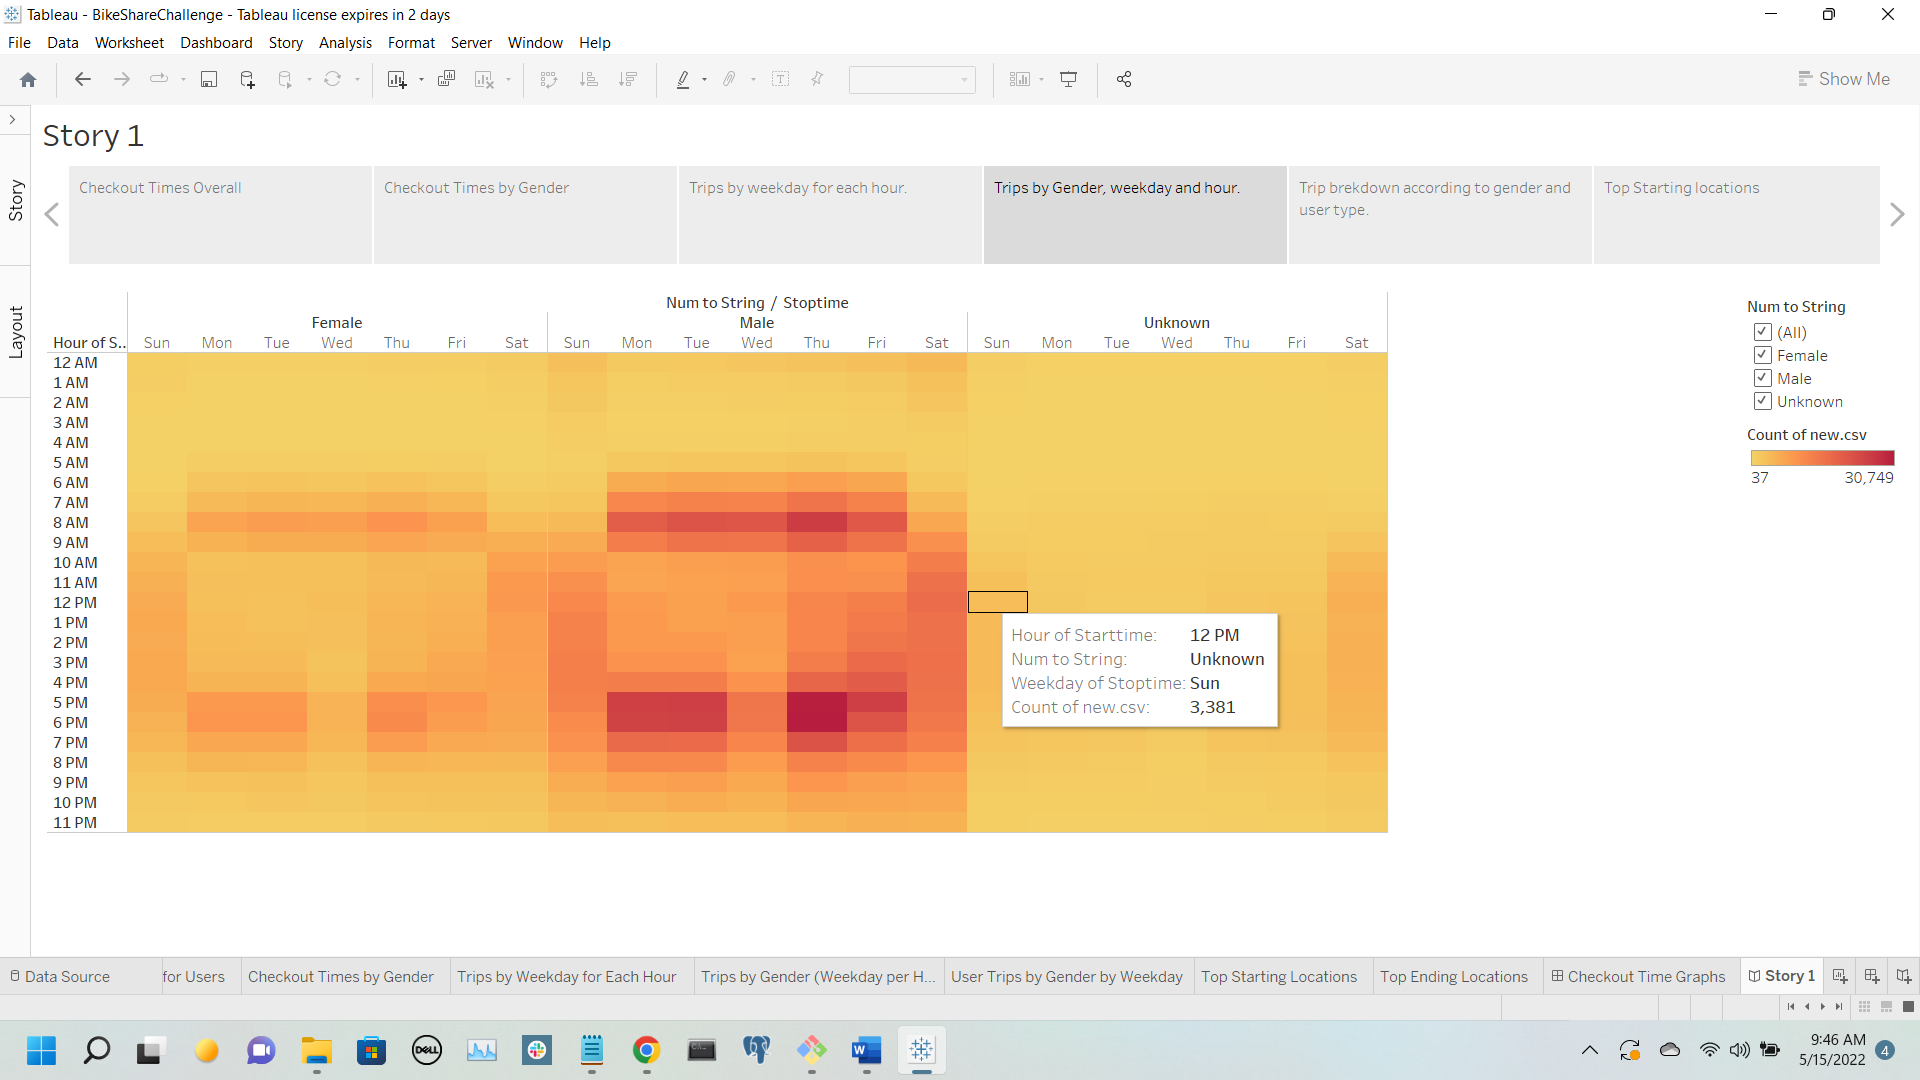 Tableau - BikeShareChallenge - Tableau license expires in 2 days
File Data Worksheet Dashboard Story Analysis Format Server Window Help
Show Me
Story
Layout
Story 1
Checkout Times Overall
Checkout Times by Gender
Trips by weekday for each hour.
Trips by Gender, weekday and hour.
Trip brekdown according to gender and
user type.
Top Starting locations
Num to String / Stoptime
Female Male Unknown
Hour of S.. Sun Mon Tue Wed Thu Fri Sat Sun Mon Tue Wed Thu Fri Sat Sun Mon Tue Wed Thu Fri Sat
12 AM
1 AM
2 AM
3 AM
4 AM
5 AM
6 AM
7 AM
8 AM
9 AM
10 AM
11 AM
12 PM
1 PM
2 PM
3 PM
4 PM
5 PM
6 PM
7 PM
8 PM
9 PM
10 PM
11 PM
Hour of Starttime: 12 PM
Num to String: Unknown
Weekday of Stoptime: Sun
Count of new.csv: 3,381
Num to String
(All)
Female
Male
Unknown
Count of new.csv
37 30,749
Data Source for Users Checkout Times by Gender Trips by Weekday for Each Hour Trips by Gender (Weekday per H... User Trips by Gender by Weekday Top Starting Locations Top Ending Locations Checkout Time Graphs Story 1
DELL
W
9:46 AM
5/15/2022
4